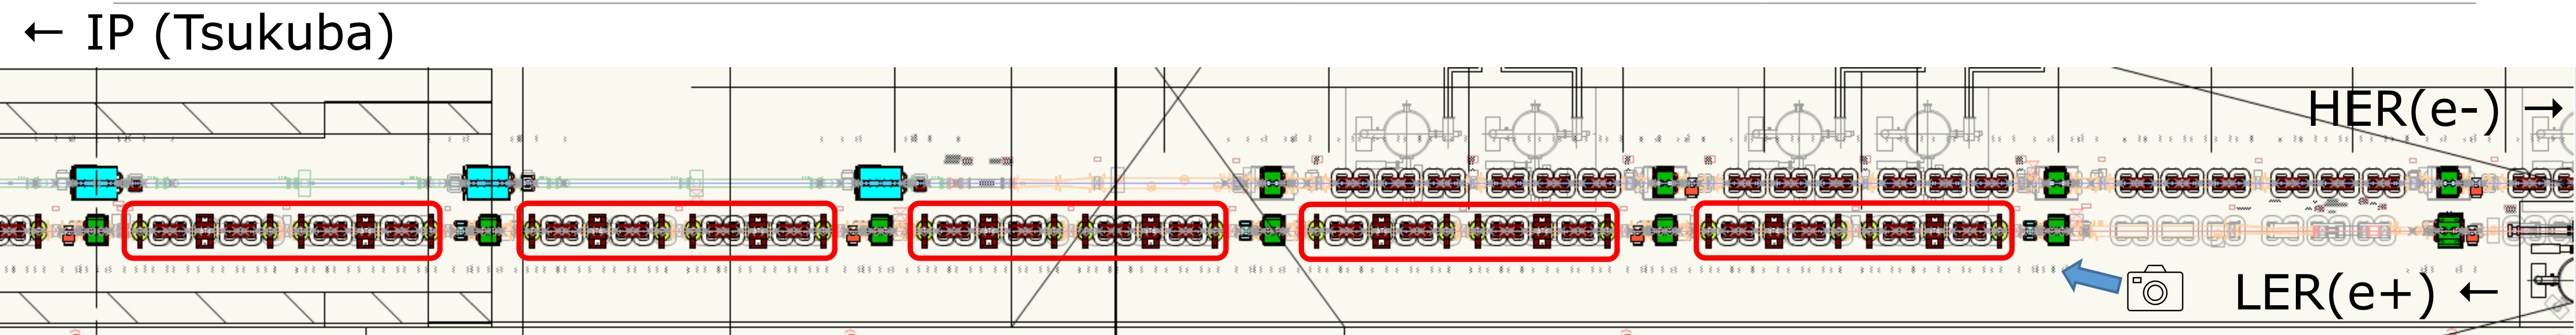 ← IP (Tsukuba)
HER(e-) →
LER(e+) ←